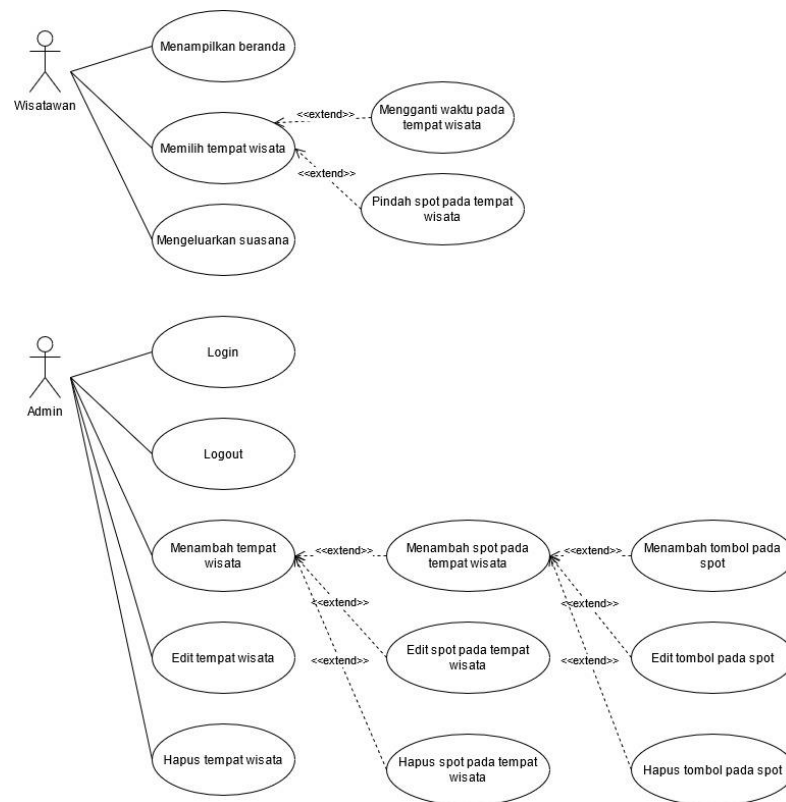 Menampilkan beranda
Wisatawan
<<extend>>
Mengganti waktu pada
tempat wisata
Memilih tempat wisata
<<extend>>
Pindah spot pada tempat
wisata
Mengeluarkan suasana
Login
Admin
Logout
Menambah tempat
wisata
<<extend>>
Menambah spot pada
tempat wisata
<<extend>>
Menambah tombol pada
spot
<<extend>>
<<extend>>
Edit tempat wisata
<<extend>>
Edit spot pada tempat
wisata
<<extend>>
Edit tombol pada spot
Hapus tempat wisata
Hapus spot pada tempat
wisata
Hapus tombol pada spot